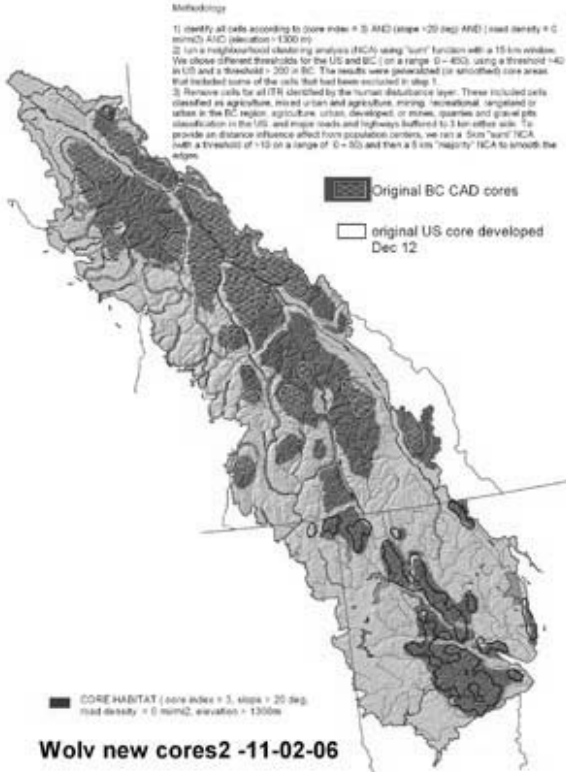 Methodology
1) identify all cells according to (core index = 3) AND (slope >20 deg) AND ( road density = 0
mi/mi2) AND (elevation >1300 m)
2) run a neighbourhood clustering analysis (NCA) using "sum" function with a 15 km window.
We chose different thresholds for the US and BC ( on a range 0 – 450), using a threshold >40
in US and a threshold > 200 in BC. The results were generalized (or smoothed) core areas
that included some of the cells that had been excluded in step 1.
3) Remove cells for all ITR identified by the human disturbance layer. These included cells
classified as agriculture, mixed urban and agriculture, mining, recreational, rangeland or
urban in the BC region, agriculture, urban, developed, or mines, quarries and gravel pits
classification in the US and major roads and highways buffered to 3 km either side. To
provide an distance influence affect from population centers, we ran a 5km "sum" NCA
(with a threshold of >10 on a range of 0 – 50) and then a 5 km "majority" NCA to smooth the
edges.
Original BC CAD cores
original US core developed
Dec 12
CORE HABITAT ( core index = 3, slope > 20 deg,
road density = 0 mi/mi2, elevation > 1300m
Wolv new cores2 -11-02-06